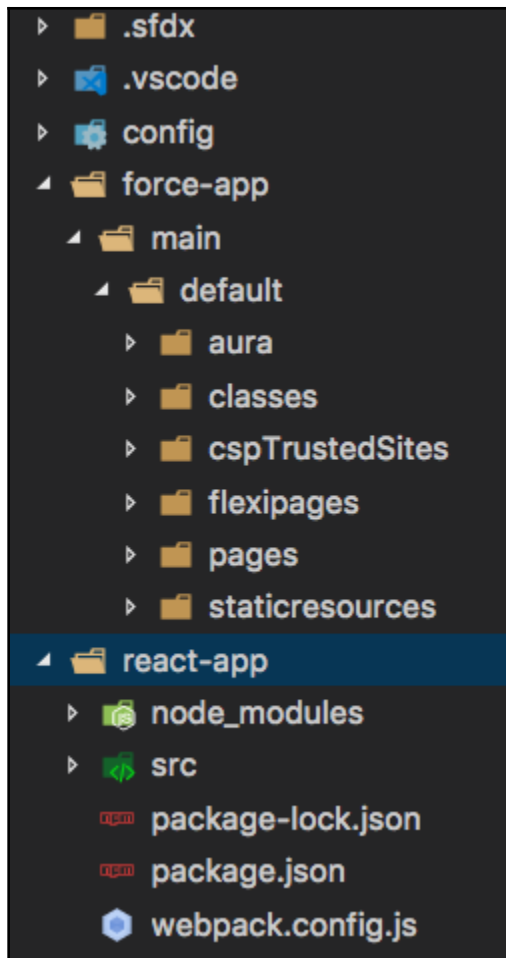 .sfdx
.vscode
config
force-app
main
default
aura
classes
cspTrustedSites
flexipages
pages
staticresources
react-app
node_modules
src
package-lock.json
package.json
webpack.config.js